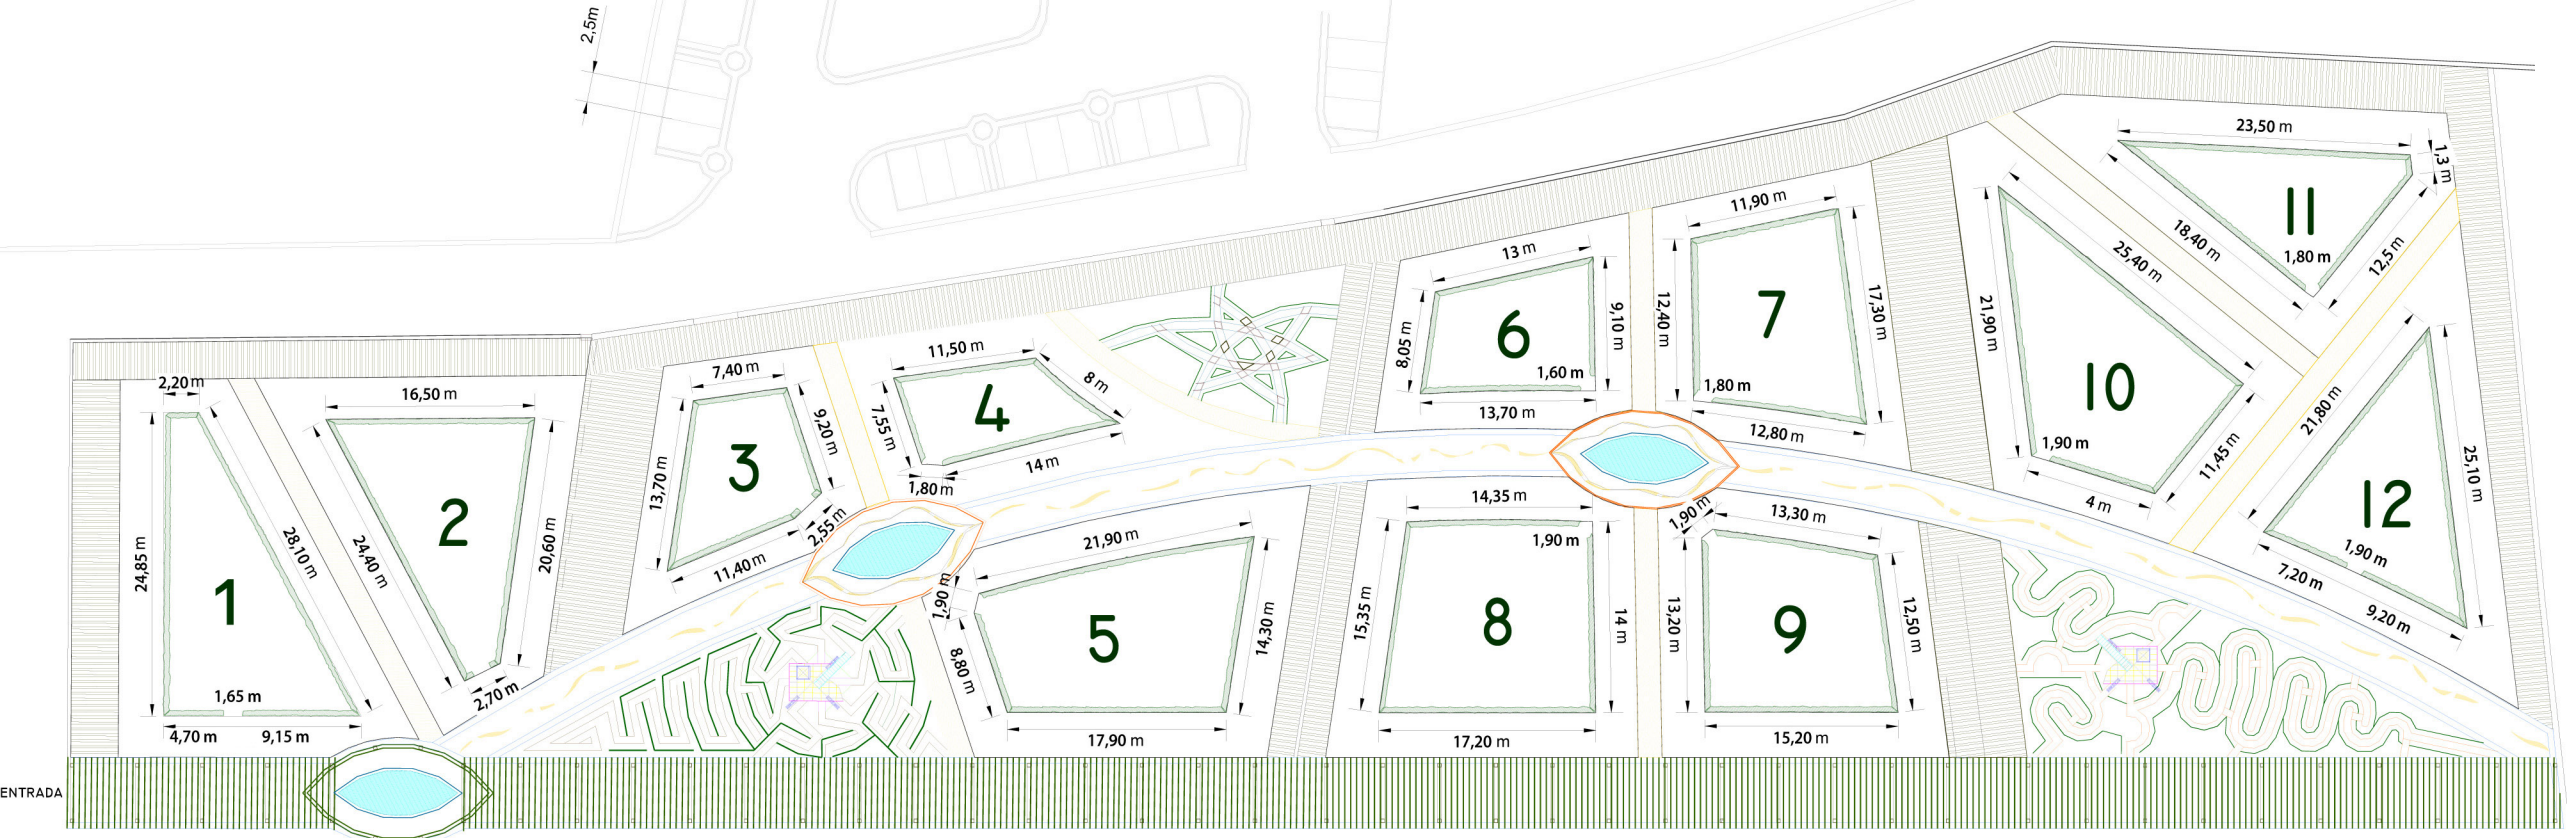 2,5m
23,50 m
1,3 m
11
18,40 m
1,80 m
12,5 m
25,40 m
21,90 m
10
1,90 m
11,45 m
4 m
21,80 m
25,10 m
12
1,90 m
7,20 m
9,20 m
11,90 m
12,40 m
7
17,30 m
1,80 m
12,80 m
13 m
8,05 m
6
9,10 m
1,60 m
13,70 m
11,50 m
8 m
7,55 m
4
14 m
1,80 m
7,40 m
9,20 m
3
13,70 m
2,55 m
11,40 m
2,20 m
24,85 m
1
28,10 m
1,65 m
4,70 m
9,15 m
16,50 m
2
24,40 m
20,60 m
2,70 m
21,90 m
1,90 m
5
8,80 m
14,30 m
17,90 m
14,35 m
1,90 m
15,35 m
8
14 m
17,20 m
1,90 m
13,30 m
13,20 m
9
12,50 m
15,20 m
ENTRADA